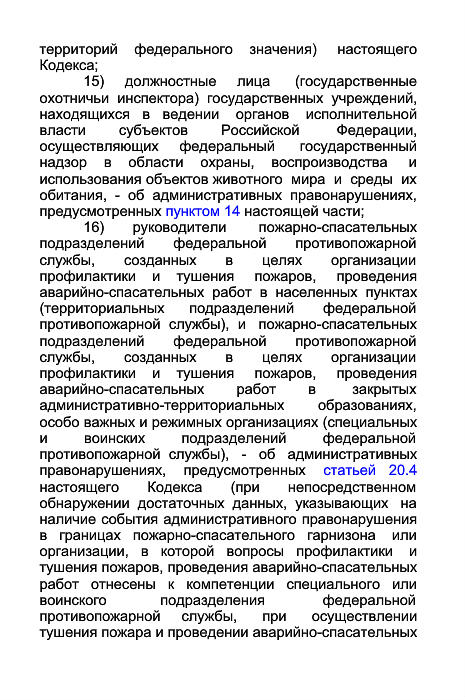 территорий федерального значения) настоящего
Кодекса;
15) должностные лица (государственные
охотничьи инспектора) государственных учреждений,
находящихся в ведении органов исполнительной
власти субъектов Российской Федерации,
осуществляющих федеральный государственный
надзор в области охраны, воспроизводства и
использования объектов животного мира и среды их
обитания, - об административных правонарушениях,
предусмотренных пунктом 14 настоящей части;
16) руководители пожарно-спасательных
подразделений федеральной противопожарной
службы, созданных в целях организации
профилактики и тушения пожаров, проведения
аварийно-спасательных работ в населенных пунктах
(территориальных подразделений федеральной
противопожарной службы), и пожарно-спасательных
подразделений федеральной противопожарной
службы, созданных в целях организации
профилактики и тушения пожаров, проведения
аварийно-спасательных работ в закрытых
административно-территориальных образованиях,
особо важных и режимных организациях (специальных
и воинских подразделений федеральной
противопожарной службы), - об административных
правонарушениях, предусмотренных статьей 20.4
настоящего Кодекса (при непосредственном
обнаружении достаточных данных, указывающих на
наличие события административного правонарушения
в границах пожарно-спасательного гарнизона или
организации, в которой вопросы профилактики и
тушения пожаров, проведения аварийно-спасательных
работ отнесены к компетенции специального или
воинского подразделения федеральной
противопожарной службы, при осуществлении
тушения пожара и проведении аварийно-спасательных